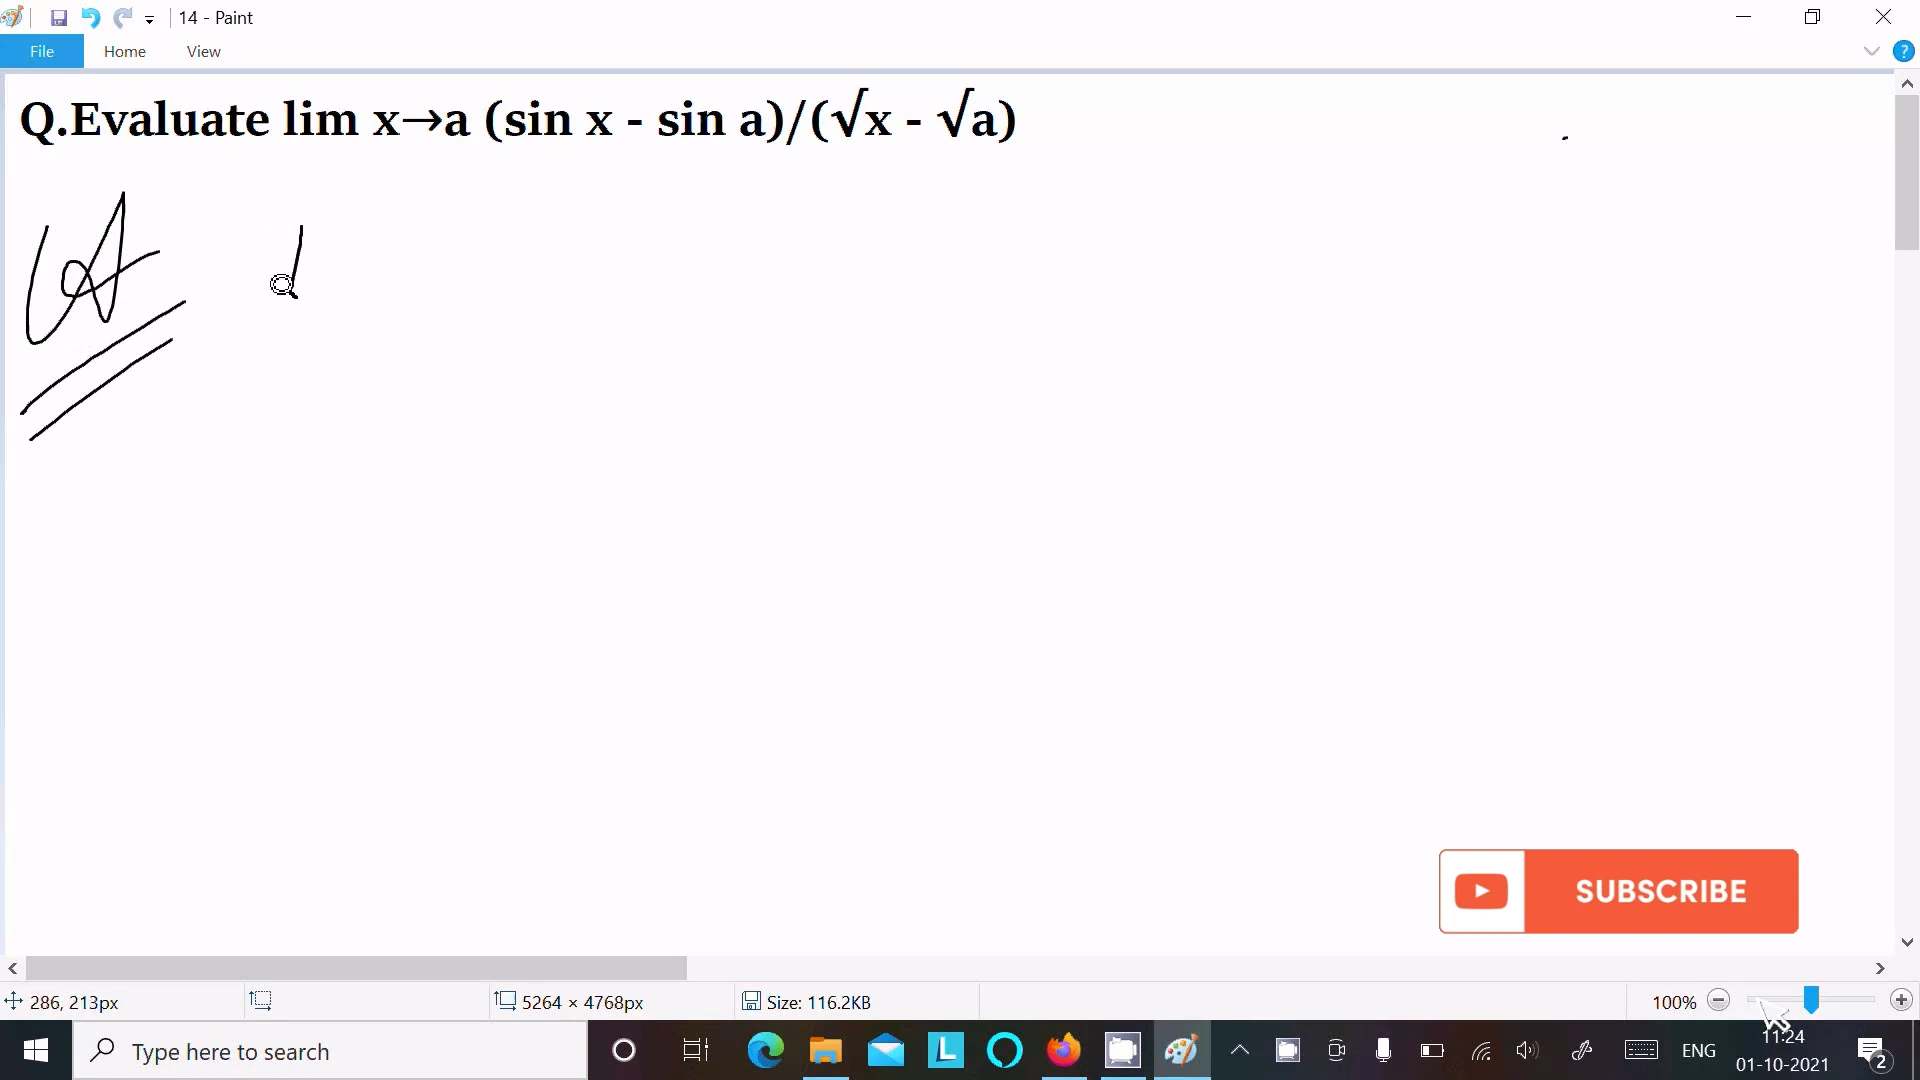 14 - Paint
File Home View
Q.Evaluate lim x→a (sin x - sin a)/(√x - √a)
SUBSCRIBE
286, 213px 5264 × 4768px Size: 116.2KB 100%
Type here to search
ENG
11:24
01-10-2021
2